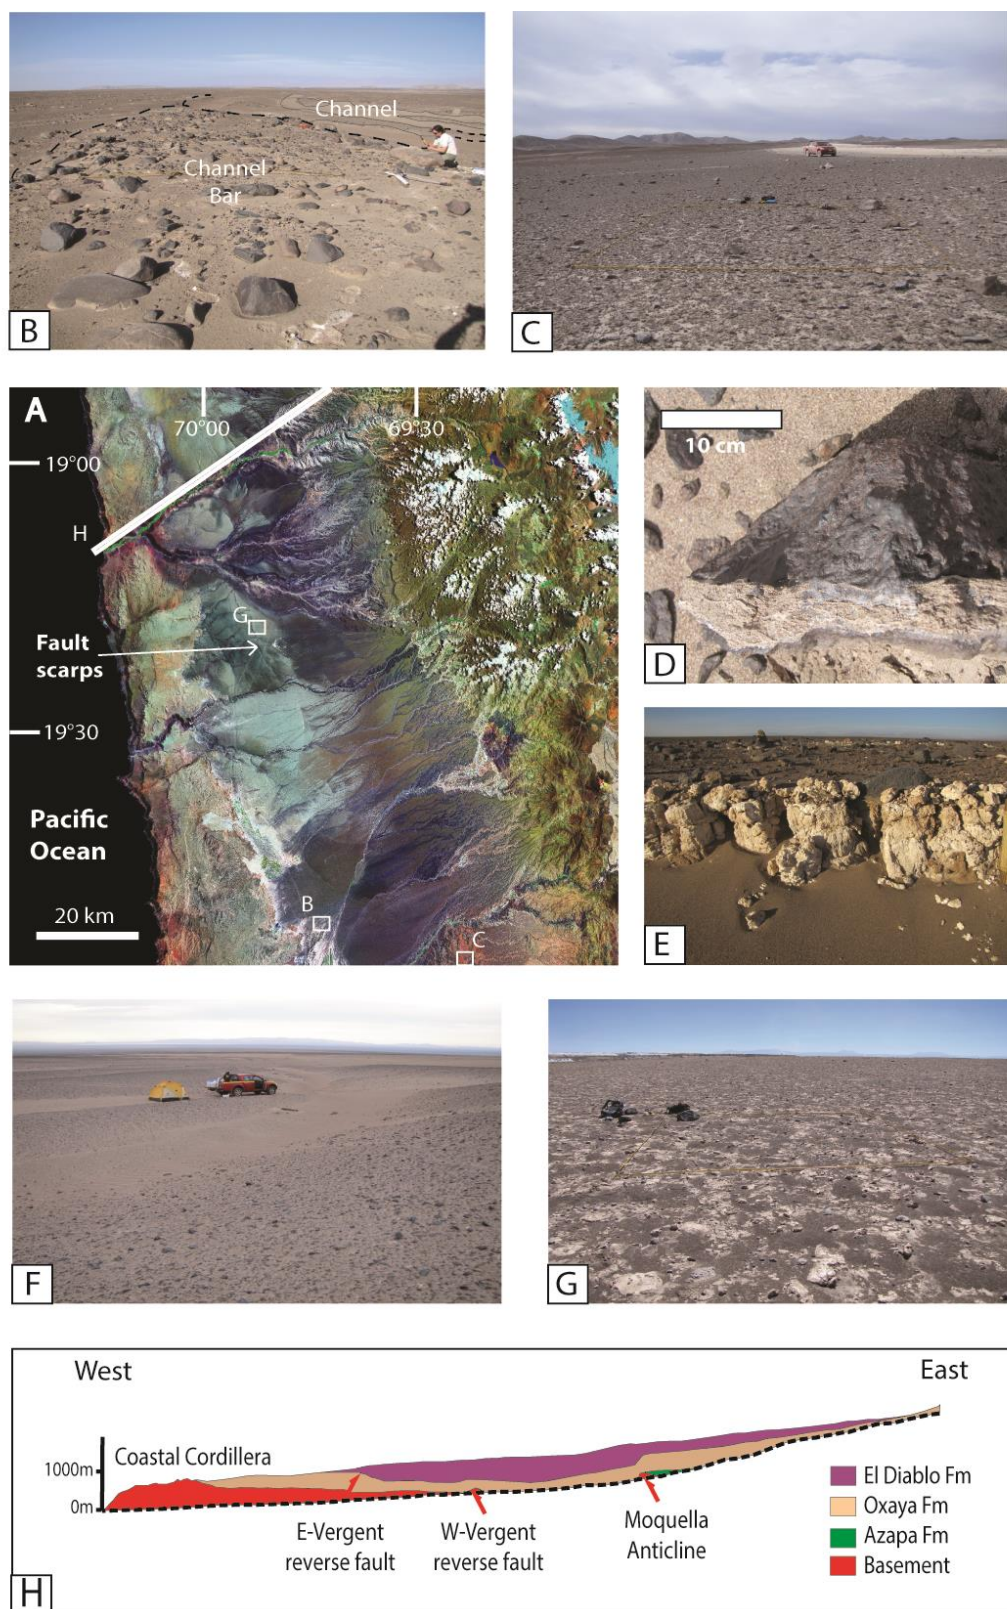 Channel
Channel
Bar
B
C
A
70°00
69°30
19°00
H
G
Fault
scarps
19°30
Pacific
Ocean
20 km
B
C
10 cm
D
E
F
G
West
East
Coastal Cordillera
1000m
0m
E-Vergent
reverse fault
W-Vergent
reverse fault
Moquella
Anticline
El Diablo Fm
Oxaya Fm
Azapa Fm
Basement
H